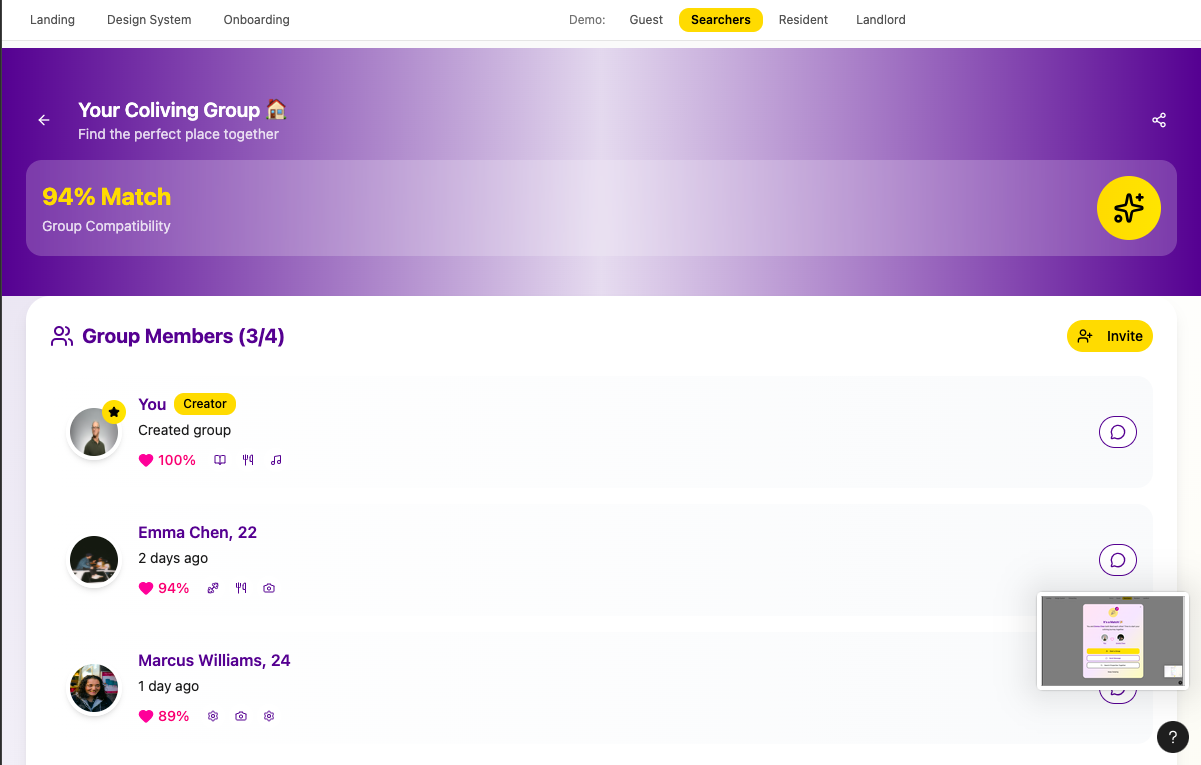 Landing Design System Onboarding Demo: Guest Searchers Resident Landlord
Your Coliving Group 🏠
Find the perfect place together
94% Match
Group Compatibility
Group Members (3/4)
Invite
You Creator
Created group
100%
Emma Chen, 22
2 days ago
94%
Marcus Williams, 24
1 day ago
89%
?